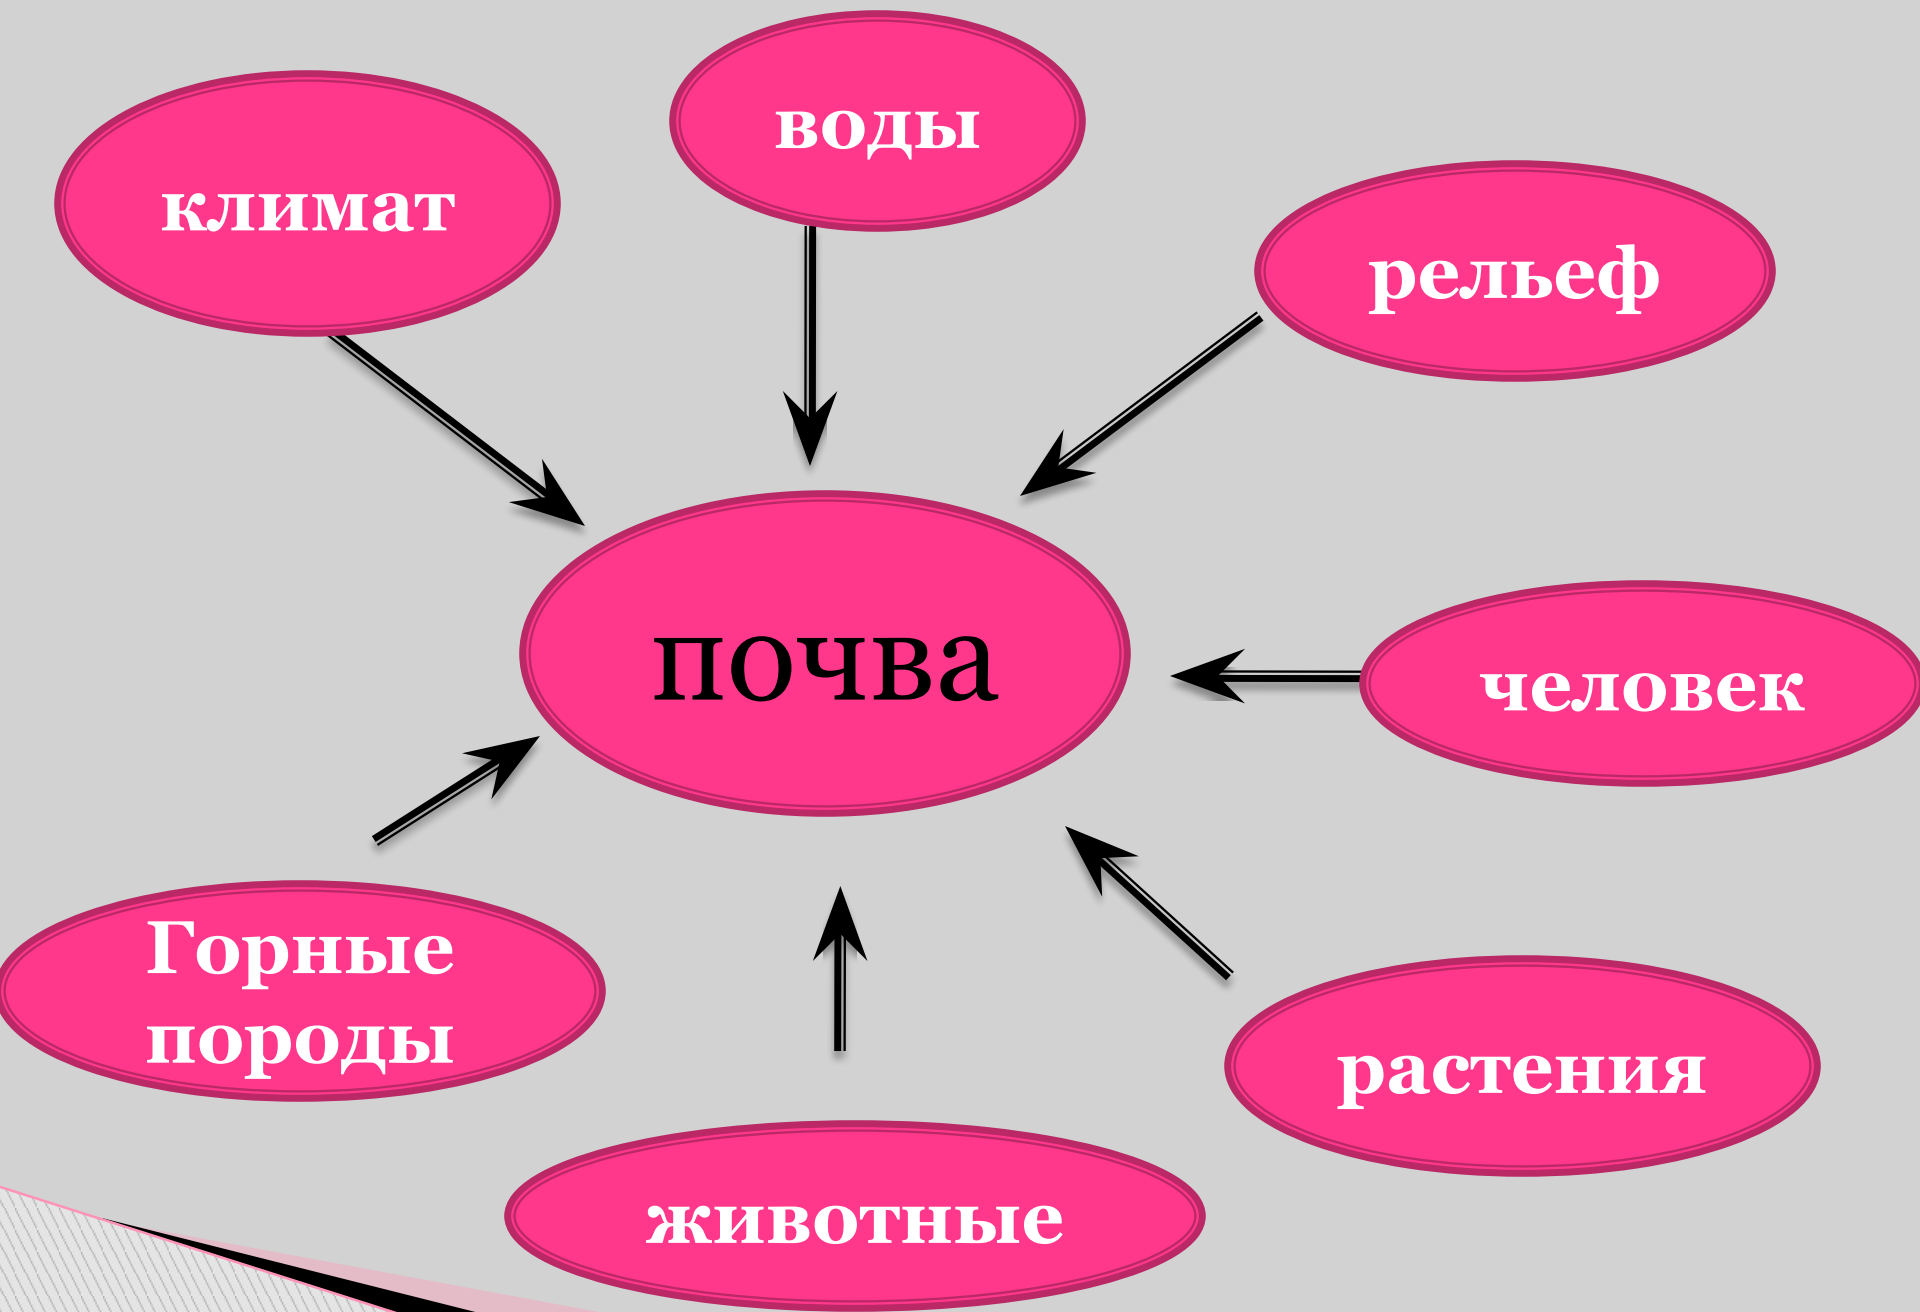 воды
климат
рельеф
почва
человек
Горные
породы
растения
животные